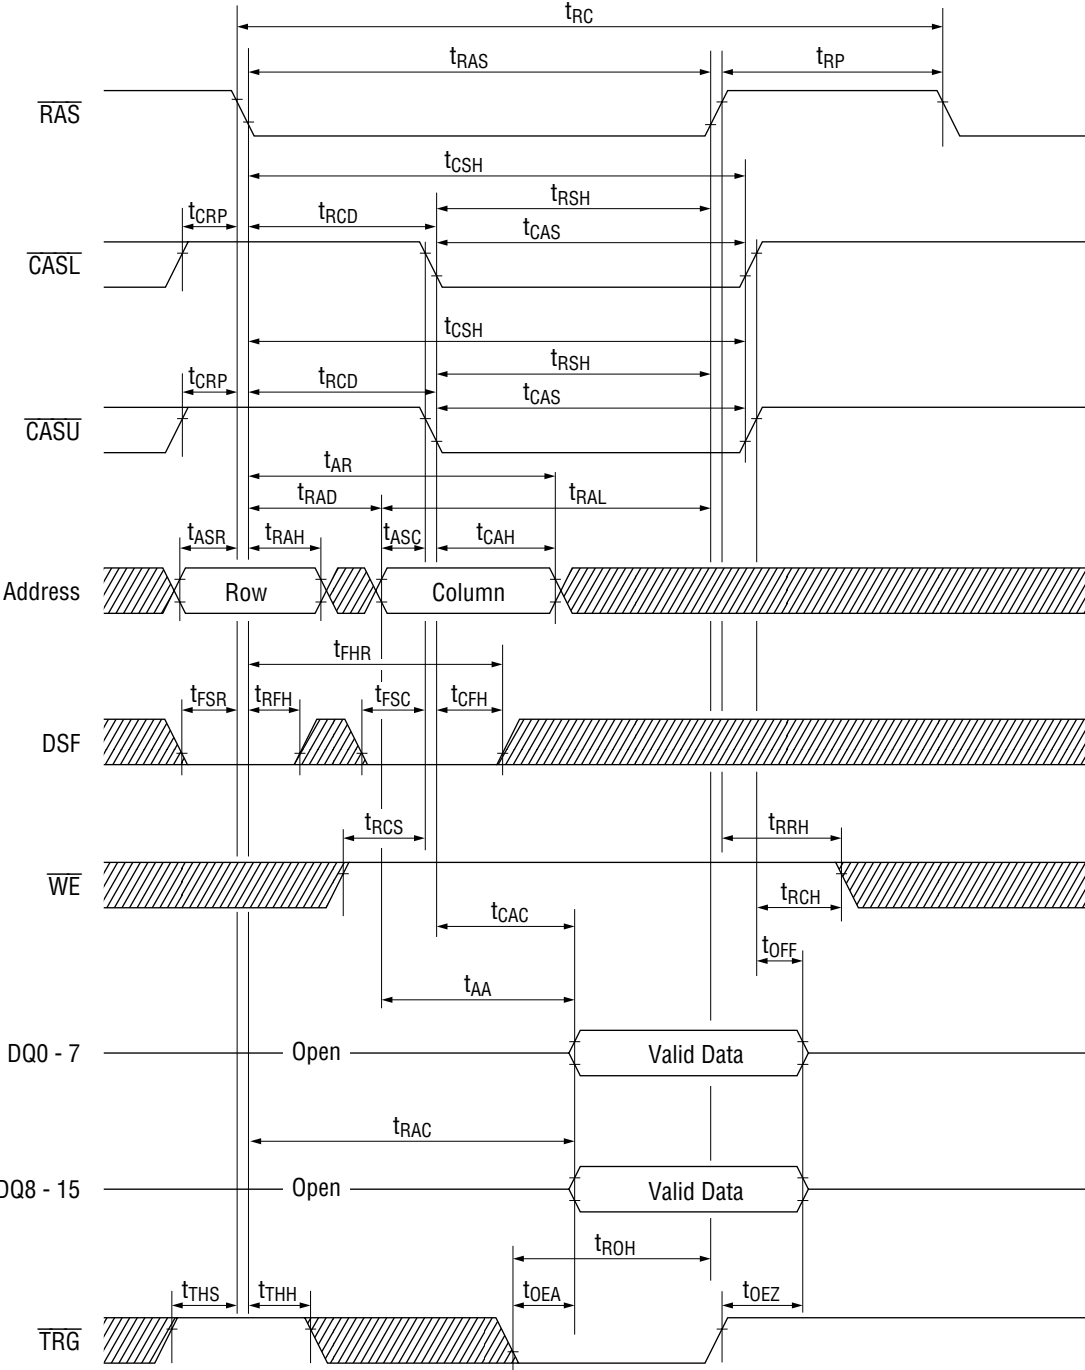 tRC
tRAS
tRP
RAS
tCSH
tRSH
tCRP
tRCD
tCAS
CASL
tCSH
tRSH
tCRP
tRCD
tCAS
CASU
tAR
tRAD
tRAL
tASR
tRAH
tASC
tCAH
Address
Row
Column
tFHR
tFSR
tRFH
tFSC
tCFH
DSF
tRCS
tRRH
WE
tRCH
tCAC
tOFF
tAA
DQ0 - 7
Open
Valid Data
tRAC
DQ8 - 15
Open
Valid Data
tROH
tTHS
tTHH
tOEA
tOEZ
TRG